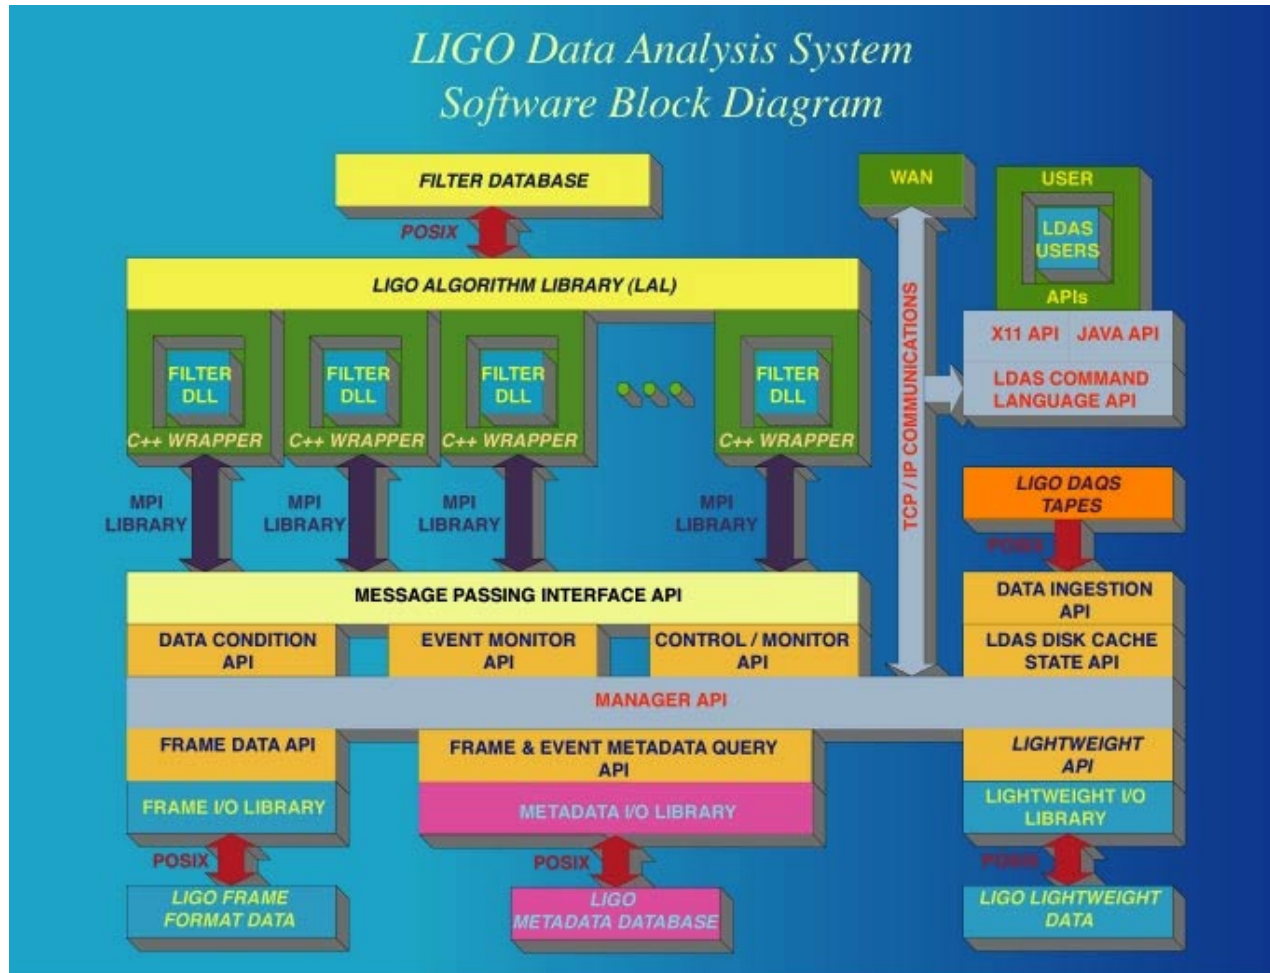 LIGO Data Analysis System
Software Block Diagram
FILTER DATABASE
WAN
USER
LDAS
USERS
APIs
POSIX
LIGO ALGORITHM LIBRARY (LAL)
X11 API
JAVA API
LDAS COMMAND
LANGUAGE API
TCP / IP COMMUNICATIONS
FILTER
DLL
C++ WRAPPER
FILTER
DLL
C++ WRAPPER
FILTER
DLL
C++ WRAPPER
FILTER
DLL
C++ WRAPPER
MPI
LIBRARY
MPI
LIBRARY
MPI
LIBRARY
MPI
LIBRARY
LIGO DAQS
TAPES
POSIX
MESSAGE PASSING INTERFACE API
DATA INGESTION
API
DATA CONDITION
API
EVENT MONITOR
API
CONTROL / MONITOR
API
LDAS DISK CACHE
STATE API
MANAGER API
FRAME DATA API
FRAME & EVENT METADATA QUERY
API
LIGHTWEIGHT
API
FRAME I/O LIBRARY
METADATA I/O LIBRARY
LIGHTWEIGHT I/O
LIBRARY
POSIX
POSIX
POSIX
LIGO FRAME
FORMAT DATA
LIGO
METADATA DATABASE
LIGO LIGHTWEIGHT
DATA